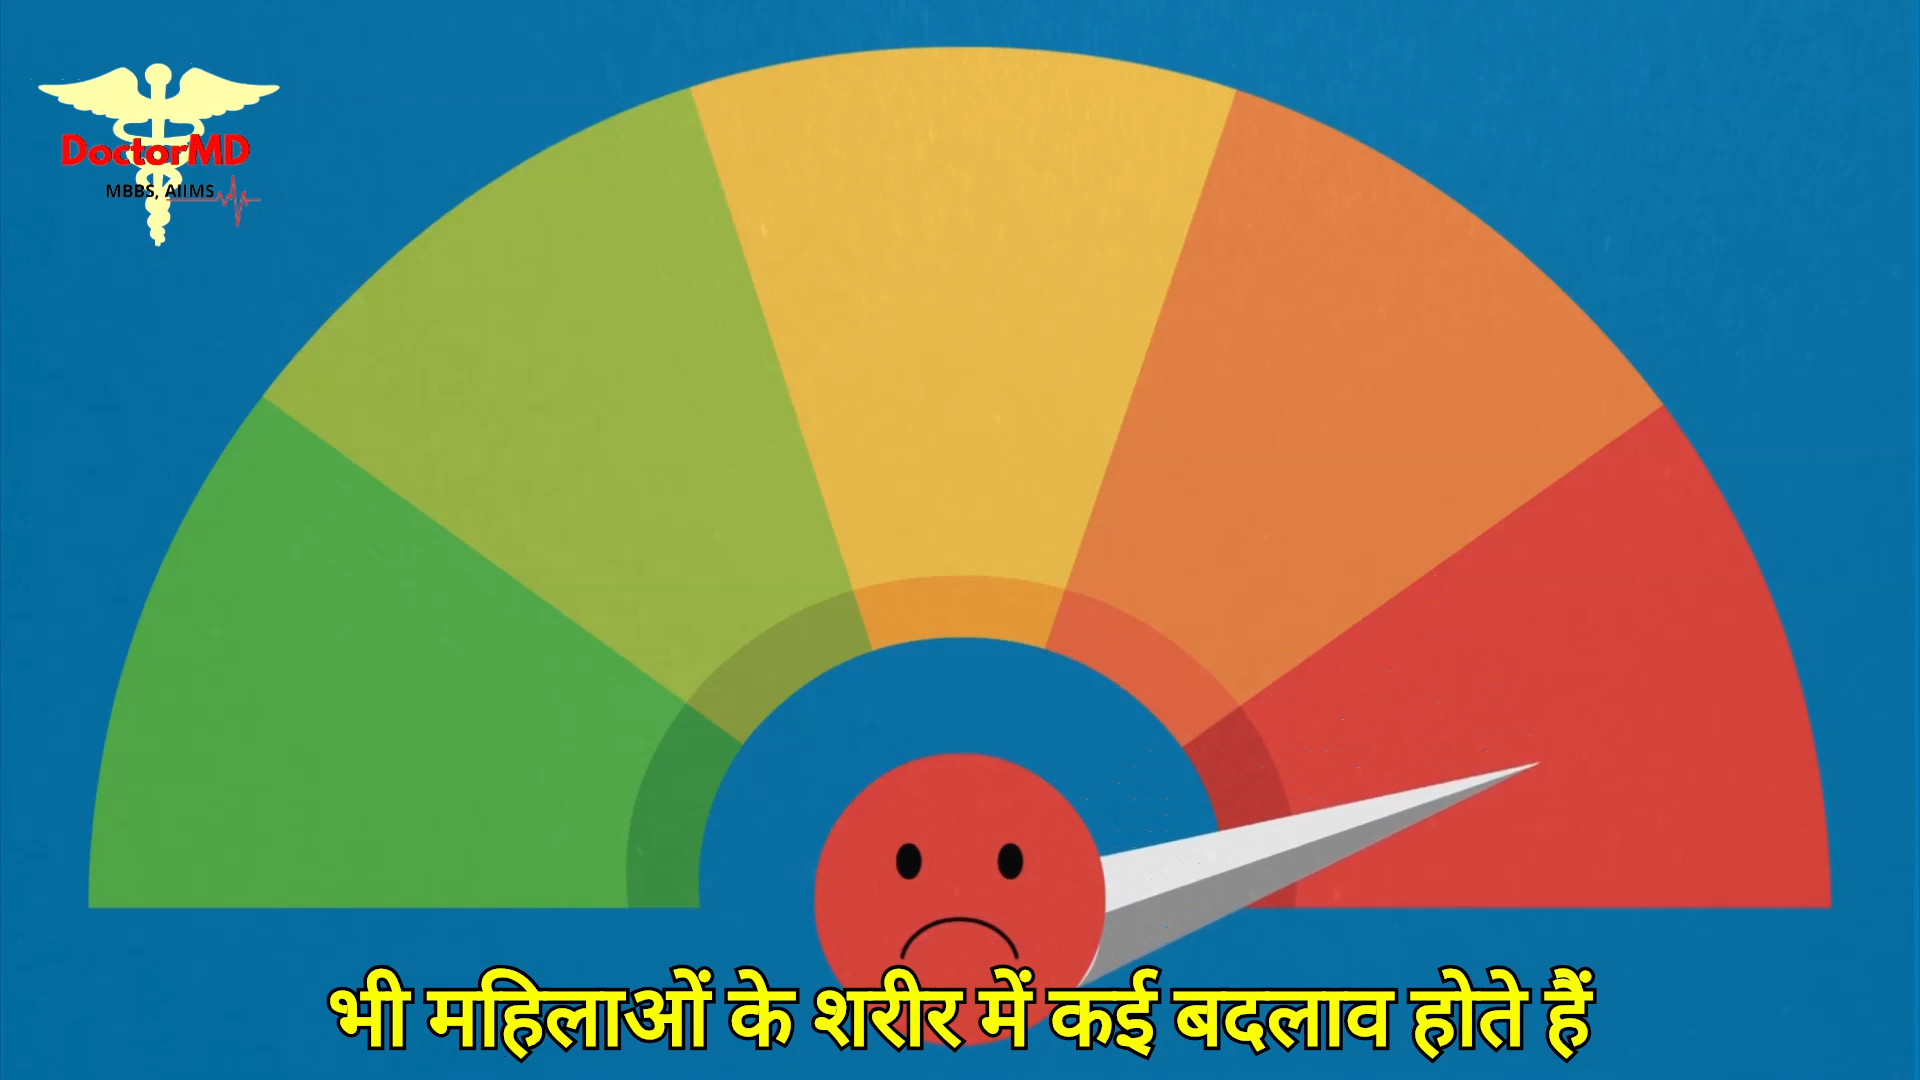 DoctorMD
MBBS, AIIMS
भी महिलाओं के शरीर में कई बदलाव होते हैं